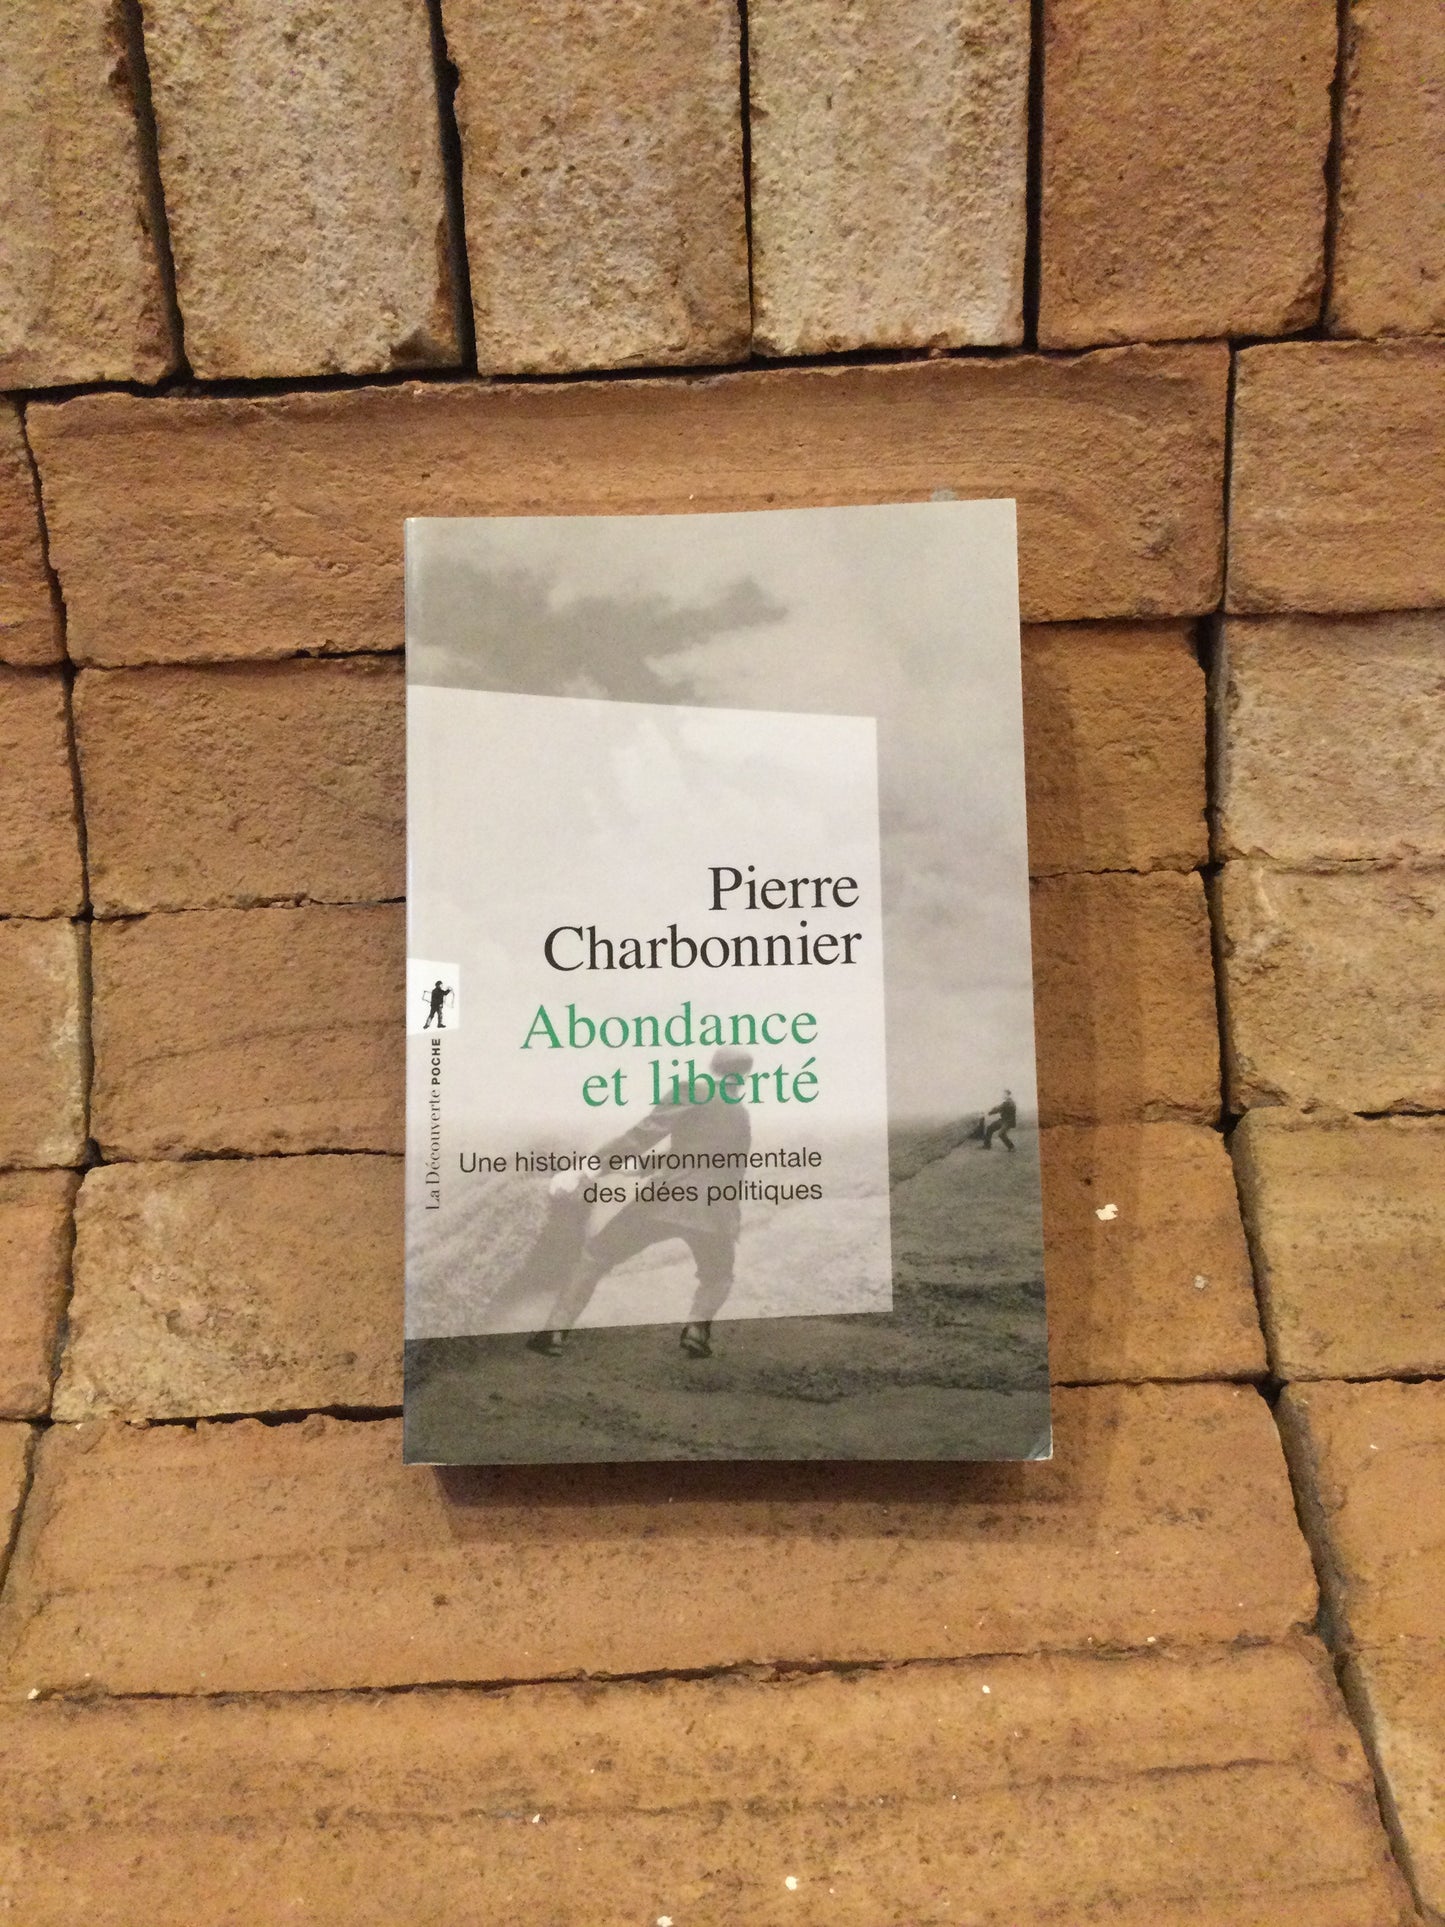 Pierre
Charbonnier
Abondance
et liberté
Une histoire environnementale
des idées politiques
La Découverte POCHE